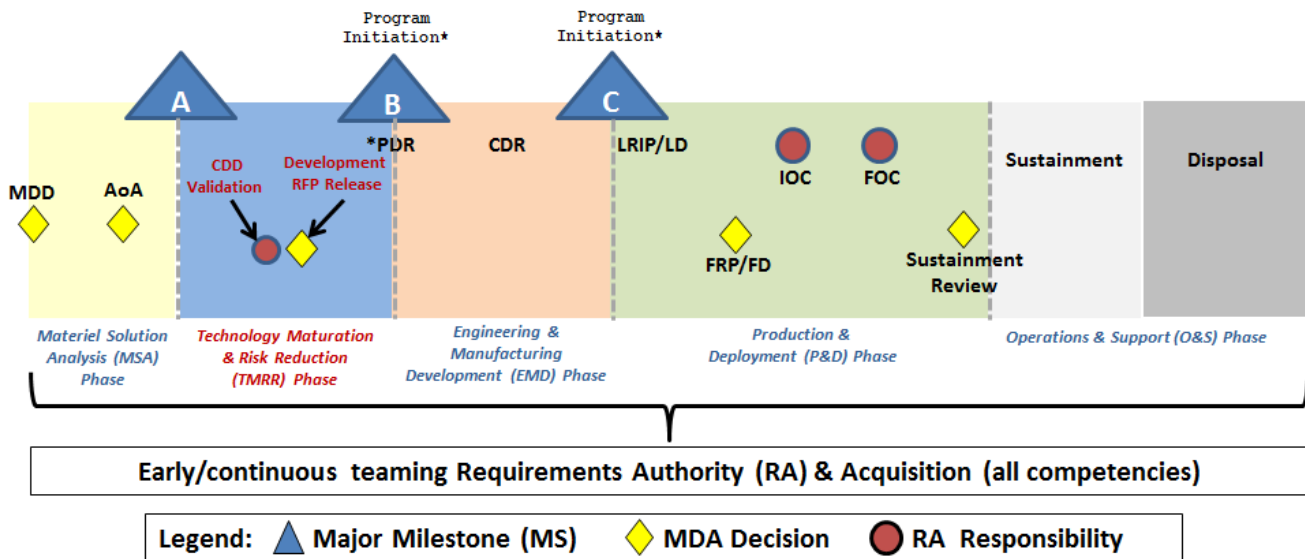 Program
Initiation★
Program
Initiation★
A
B
C
*PDR
CDR
LRIP/LD
CDD
Validation
Development
RFP Release
MDD
AoA
IOC
FOC
Sustainment
Disposal
FRP/FD
Sustainment
Review
Materiel Solution
Analysis (MSA)
Phase
Technology Maturation
& Risk Reduction
(TMRR) Phase
Engineering &
Manufacturing
Development (EMD) Phase
Production &
Deployment (P&D) Phase
Operations & Support (O&S) Phase
Early/continuous teaming Requirements Authority (RA) & Acquisition (all competencies)
Legend: Major Milestone (MS) MDA Decision RA Responsibility